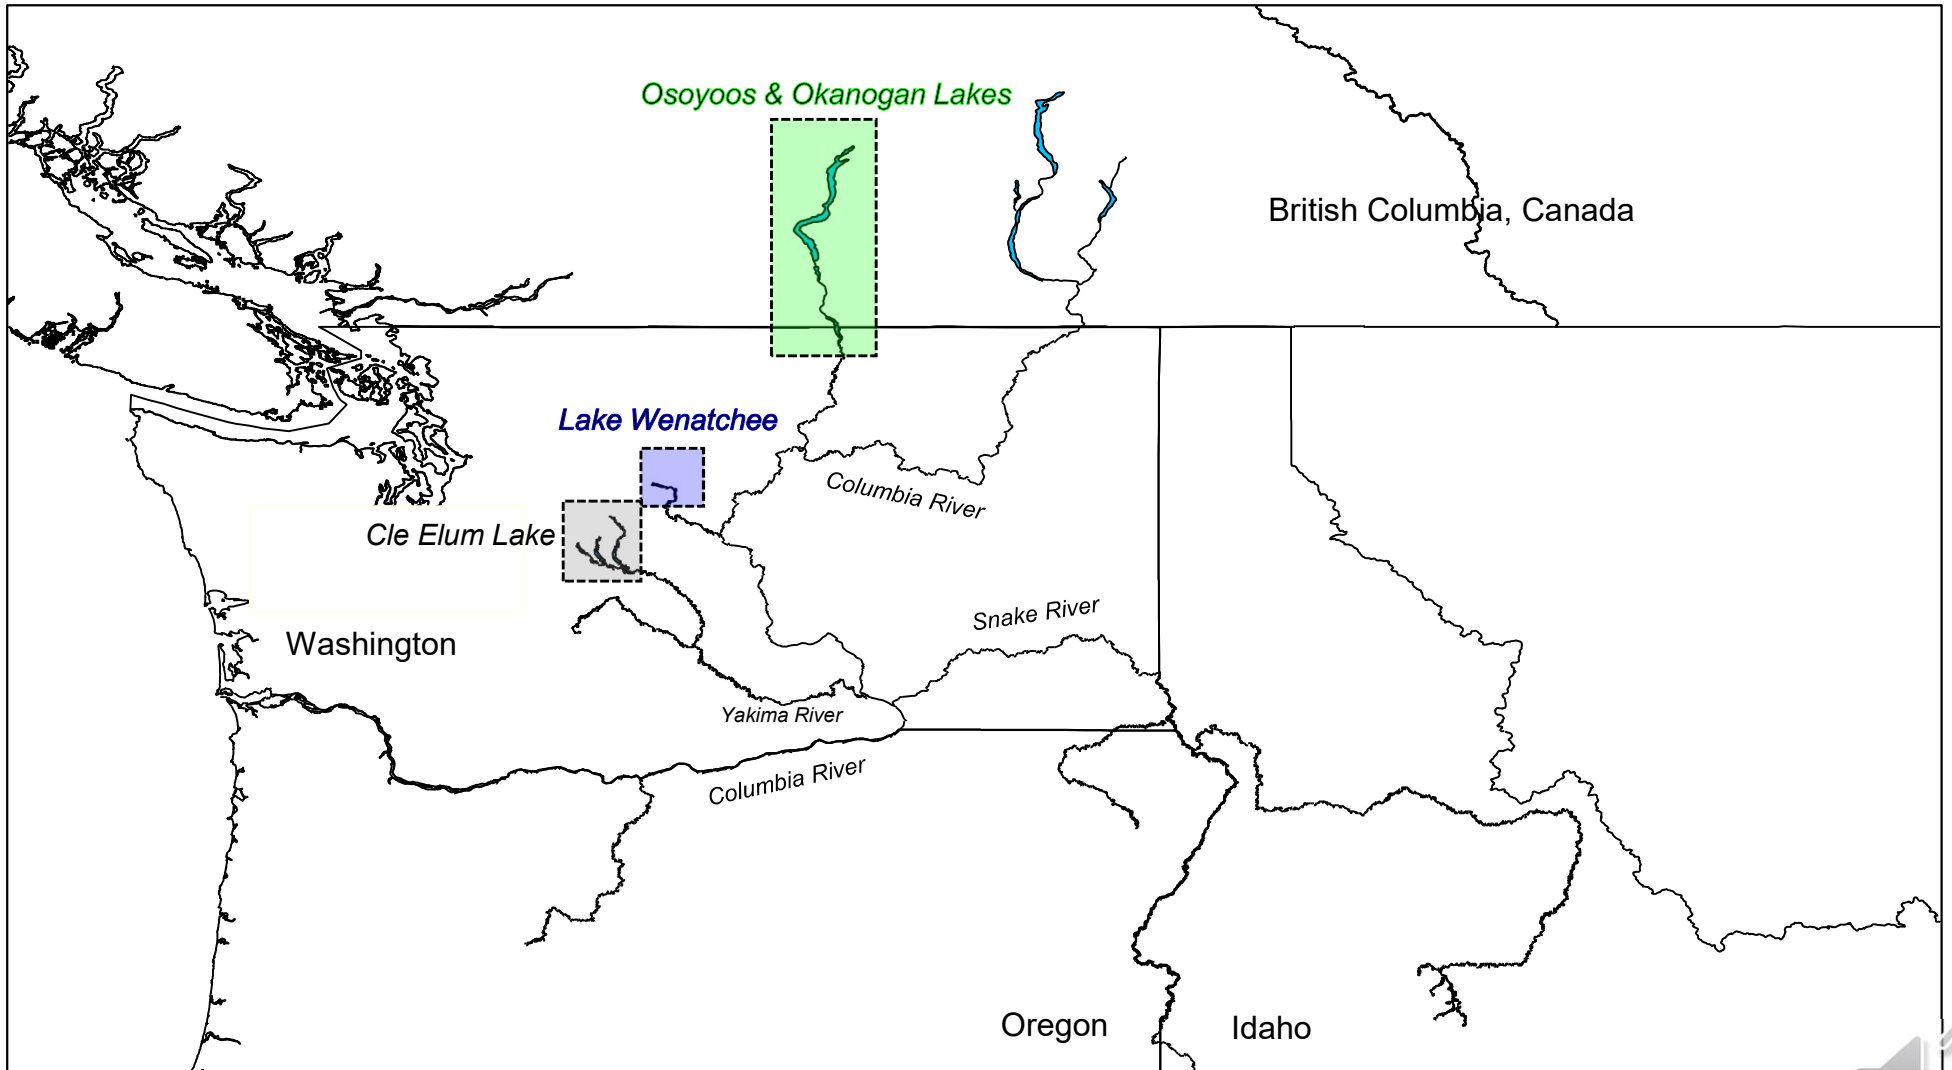 Osoyoos & Okanogan Lakes
British Columbia, Canada
Lake Wenatchee
Columbia River
Cle Elum Lake
Snake River
Washington
Yakima River
Columbia River
Oregon
Idaho